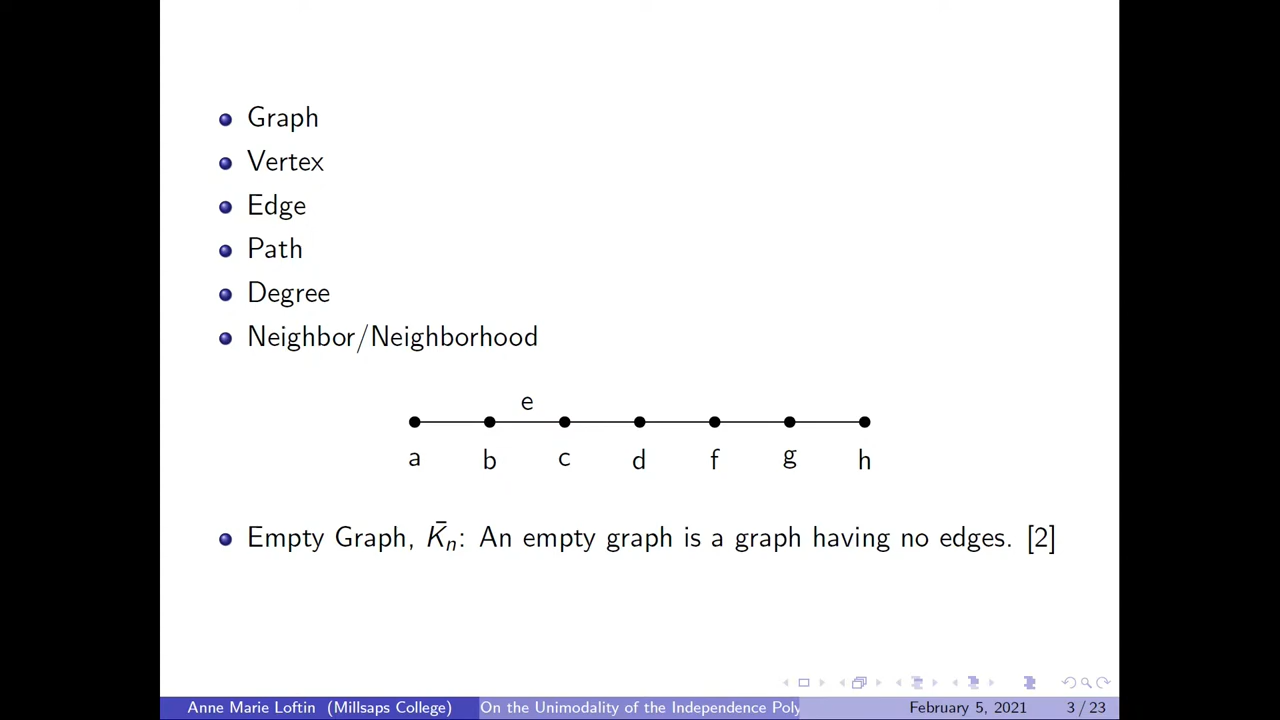 Graph
Vertex
Edge
Path
Degree
Neighbor/Neighborhood
e
a b c d f g h
Empty Graph, K̄ₙ: An empty graph is a graph having no edges. [2]
Anne Marie Loftin (Millsaps College) On the Unimodality of the Independence Poly February 5, 2021 3 / 23